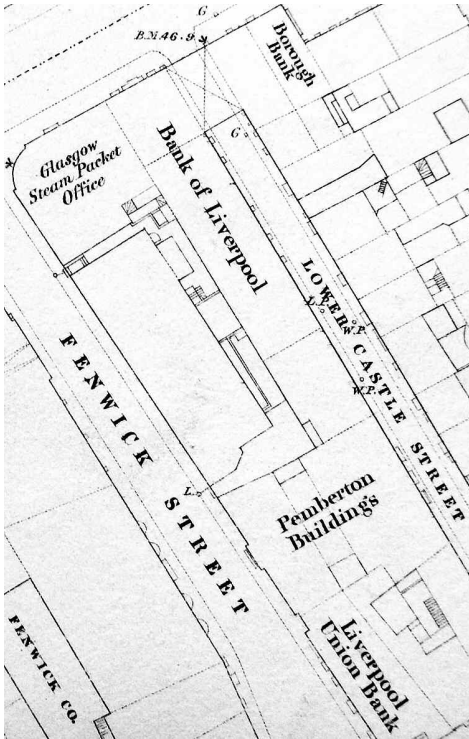 G
B.M.46.9
Borough
Bank
Glasgow
Steam Packet
Office
G
Bank of Liverpool
LOWER CASTLE STREET
L.P.
W.P.
W.P.
FENWICK STREET
L.
Pemberton
Buildings
FENWICK CO.
Liverpool
Union Bank